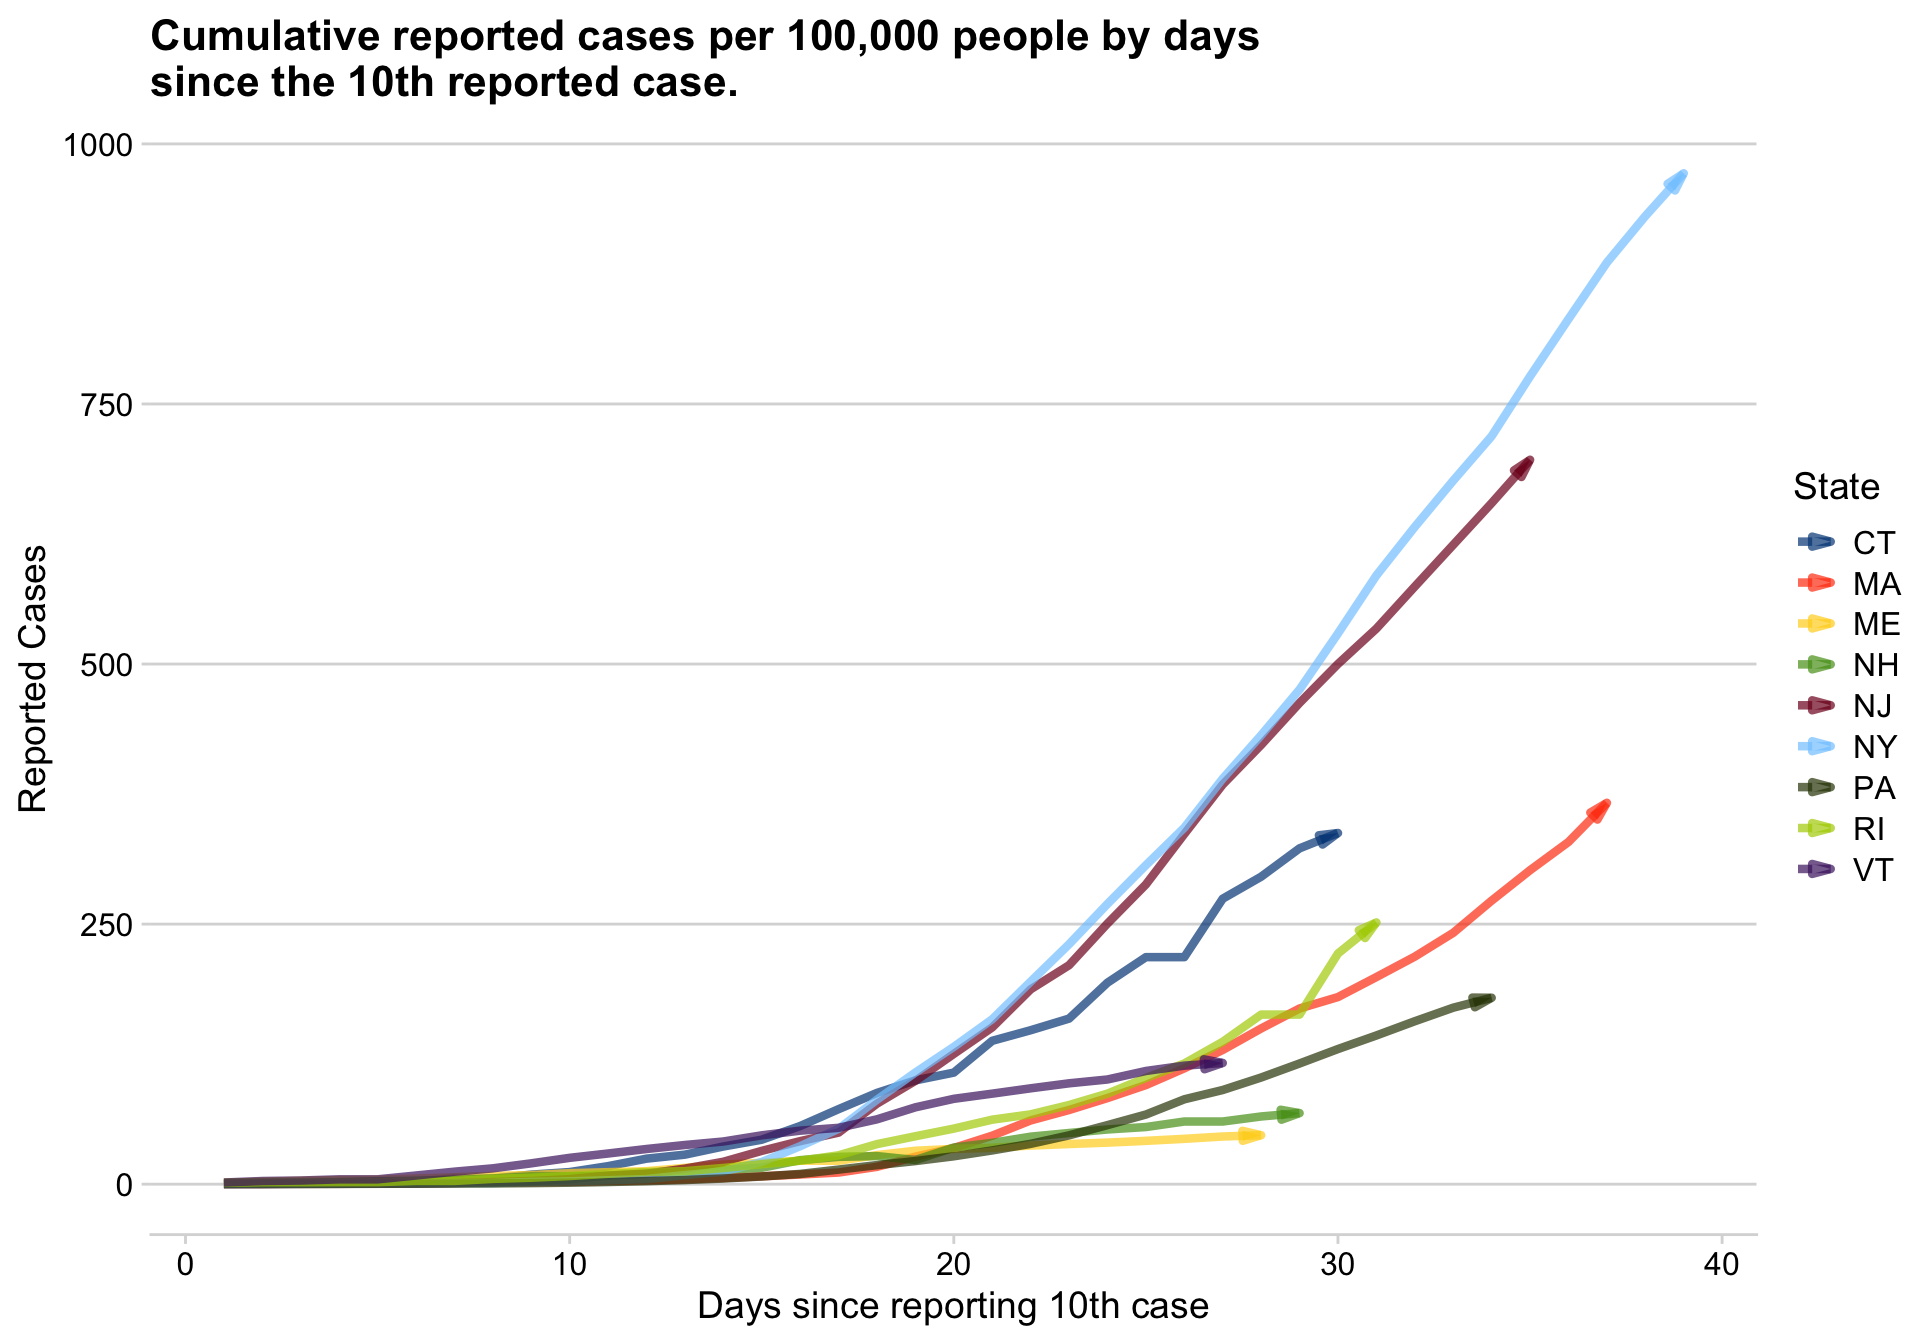 Cumulative reported cases per 100,000 people by days
since the 10th reported case.
1000
750
500
250
0
Reported Cases
0 10 20 30 40
Days since reporting 10th case
State
CT
MA
ME
NH
NJ
NY
PA
RI
VT